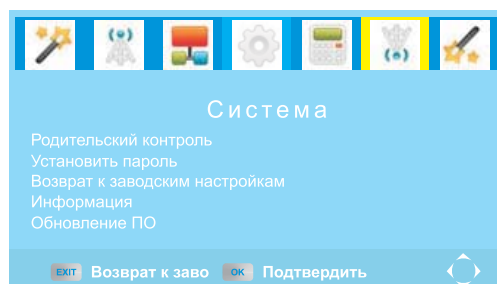 Система
Родительский контроль
Установить пароль
Возврат к заводским настройкам
Информация
Обновление ПО
EXIT Возврат к заво OK Подтвердить